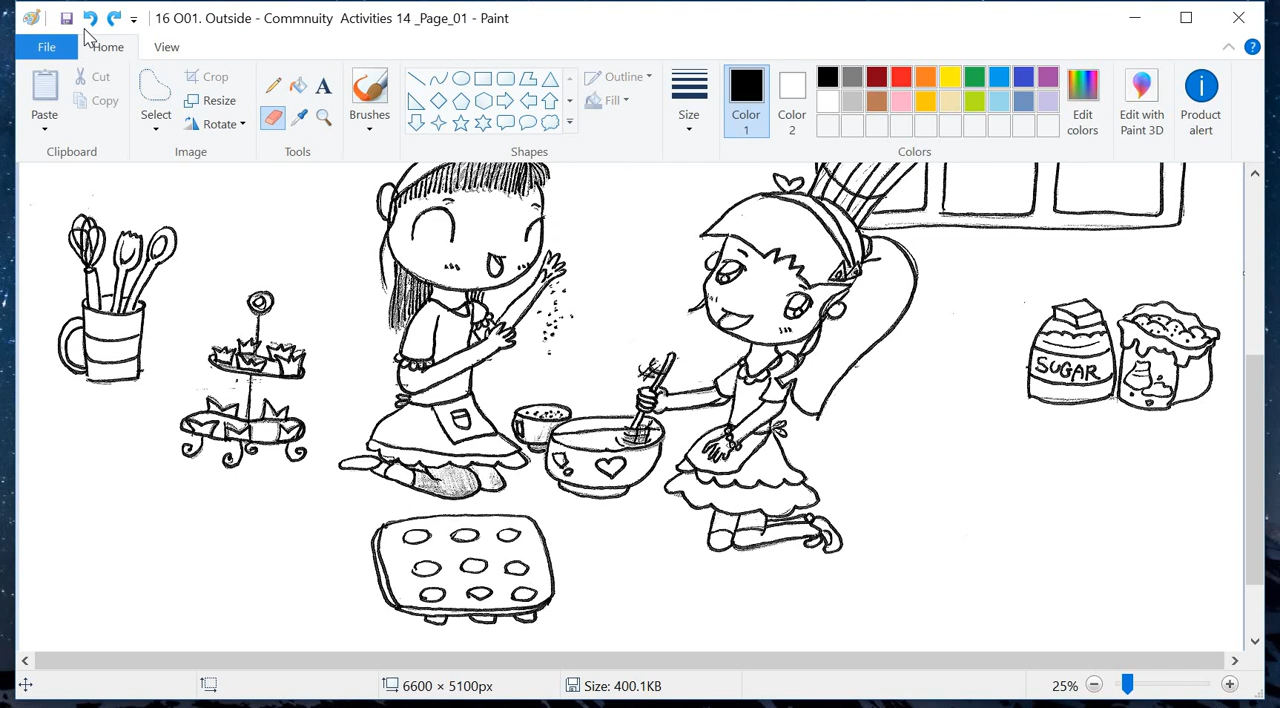 16 O01. Outside - Commnuity  Activities 14 _Page_01 - Paint
File
Home
View
Paste
Cut
Copy
Clipboard
Select
Crop
Resize
Rotate
Image
A
Tools
Brushes
Outline
Fill
Shapes
Size
Color 1
Color 2
Colors
Edit colors
Edit with Paint 3D
Product alert
SUGAR
6600 × 5100px
Size: 400.1KB
25%